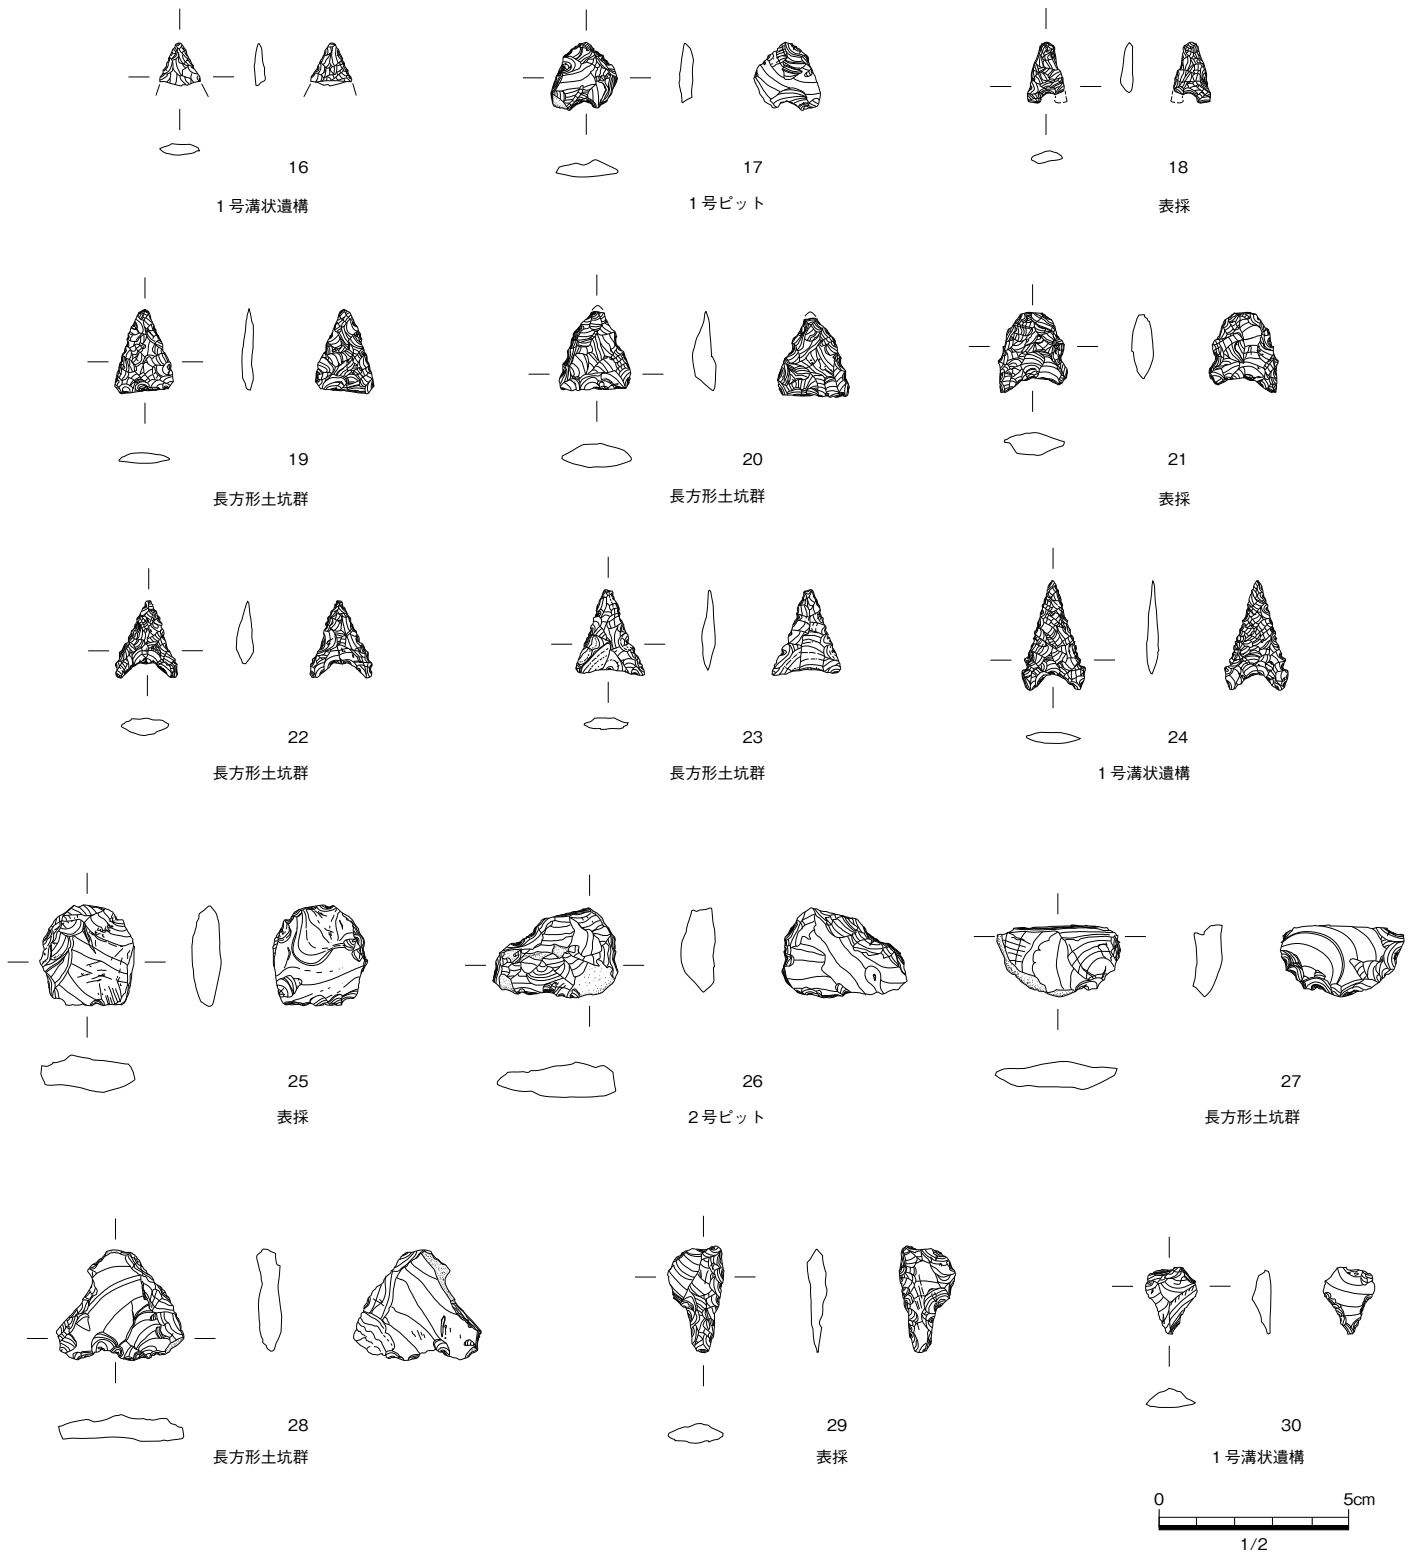 16
1号溝状遺構
17
1号ピット
18
表採
19
長方形土坑群
20
長方形土坑群
21
表採
22
長方形土坑群
23
長方形土坑群
24
1号溝状遺構
25
表採
26
2号ピット
27
長方形土坑群
28
長方形土坑群
29
表採
30
1号溝状遺構
0 5cm
1/2